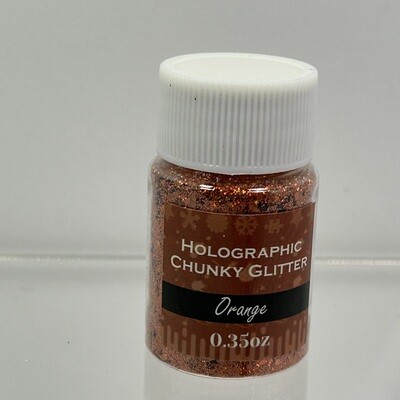 HOLOGRAPHIC
CHUNKY GLITTER
Orange
0.35oz